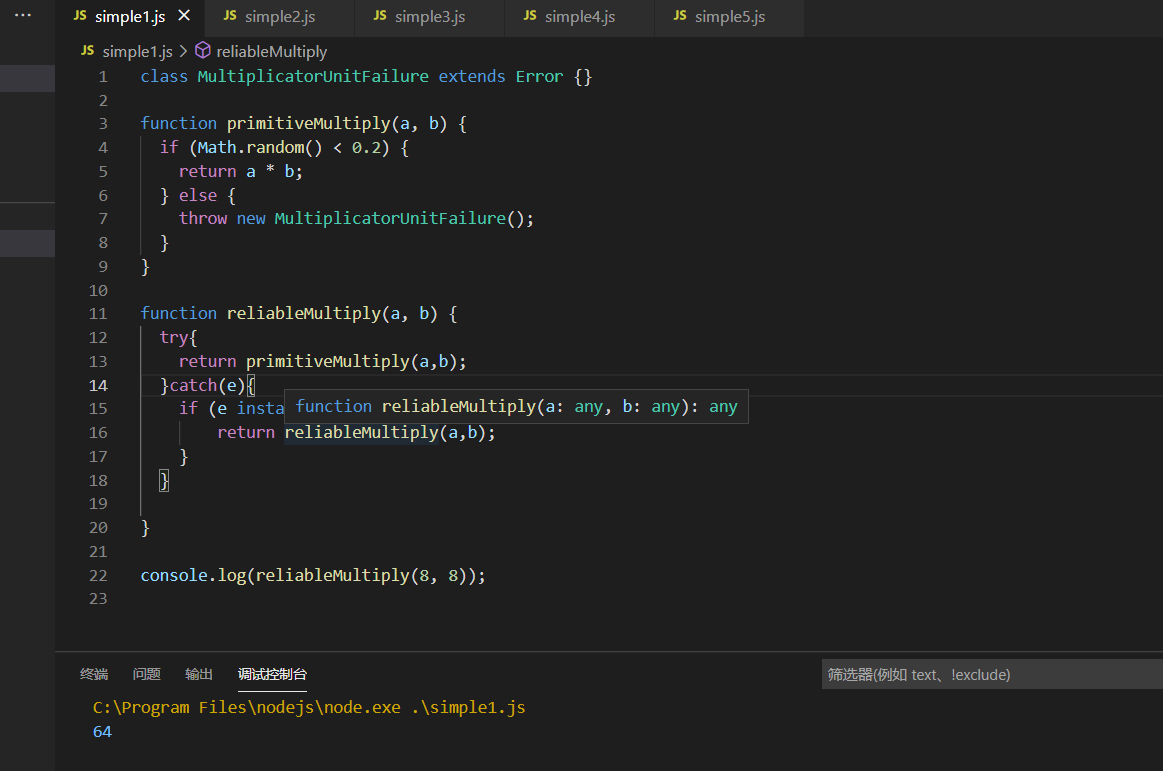 ···
JS simple1.js × JS simple2.js JS simple3.js JS simple4.js JS simple5.js
JS simple1.js > reliableMultiply
1 class MultiplicatorUnitFailure extends Error {}
2
3 function primitiveMultiply(a, b) {
4 if (Math.random() < 0.2) {
5 return a * b;
6 } else {
7 throw new MultiplicatorUnitFailure();
8 }
9 }
10
11 function reliableMultiply(a, b) {
12 try{
13 return primitiveMultiply(a,b);
14 }catch(e){
15 if (e insta
function reliableMultiply(a: any, b: any): any
16 return reliableMultiply(a,b);
17 }
18 }
19
20 }
21
22 console.log(reliableMultiply(8, 8));
23
终端 问题 输出 调试控制台 筛选器(例如 text、!exclude)
C:\Program Files\nodejs\node.exe .\simple1.js
64